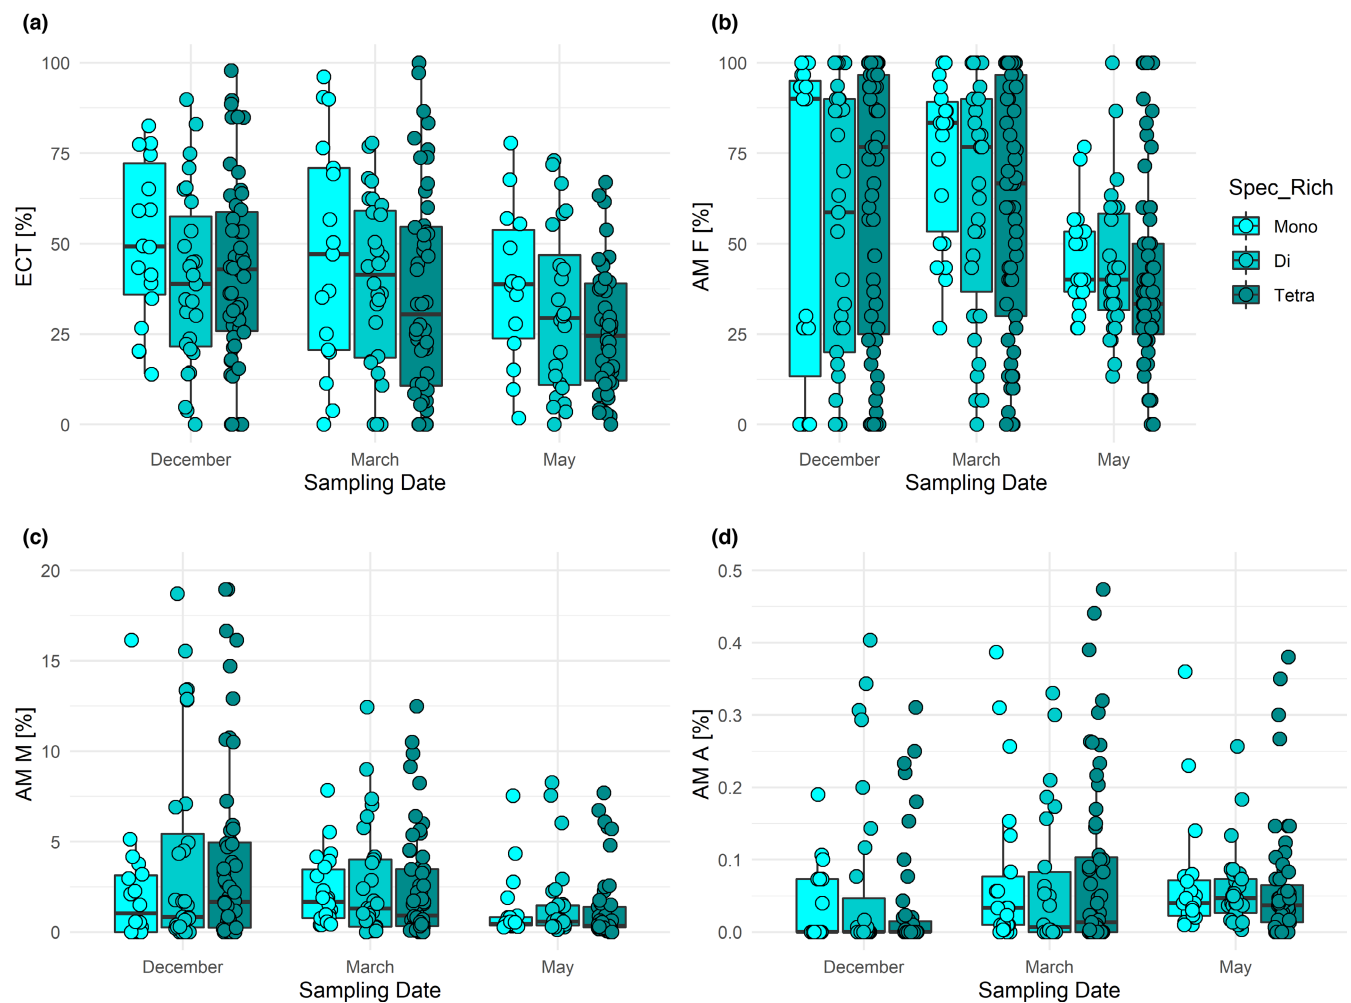 (a)
100
75
50
25
0
ECT [%]
December March May
Sampling Date
(b)
100
75
50
25
0
AM F [%]
December March May
Sampling Date
Spec_Rich
Mono
Di
Tetra
(c)
20
15
10
5
0
AM M [%]
December March May
Sampling Date
(d)
0.5
0.4
0.3
0.2
0.1
0.0
AM A [%]
December March May
Sampling Date